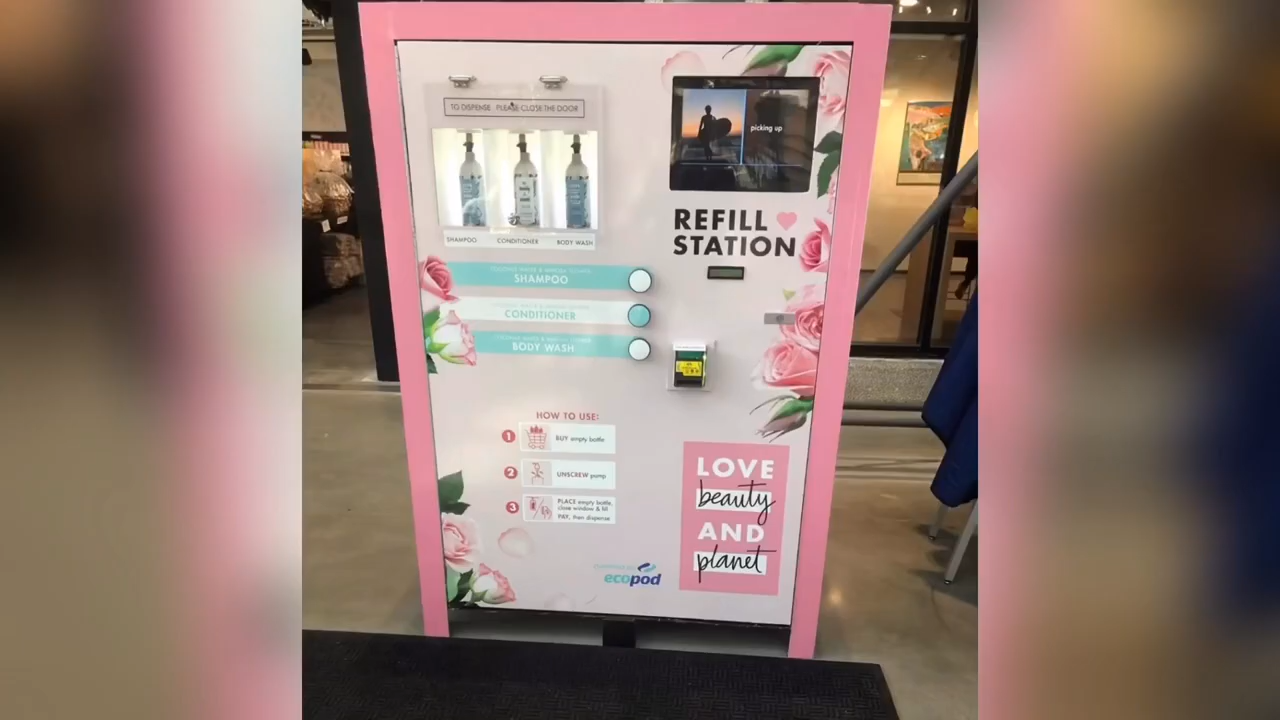 TO DISPENSE PLEASE CLOSE THE DOOR
SHAMPOO CONDITIONER BODY WASH
picking up
REFILL
STATION
SHAMPOO
CONDITIONER
BODY WASH
HOW TO USE:
1 BUY empty bottle
2 UNSCREW pump
3 PLACE empty bottle,
close window & fill
PAY, then dispense
LOVE
beauty
AND
planet
ecopod